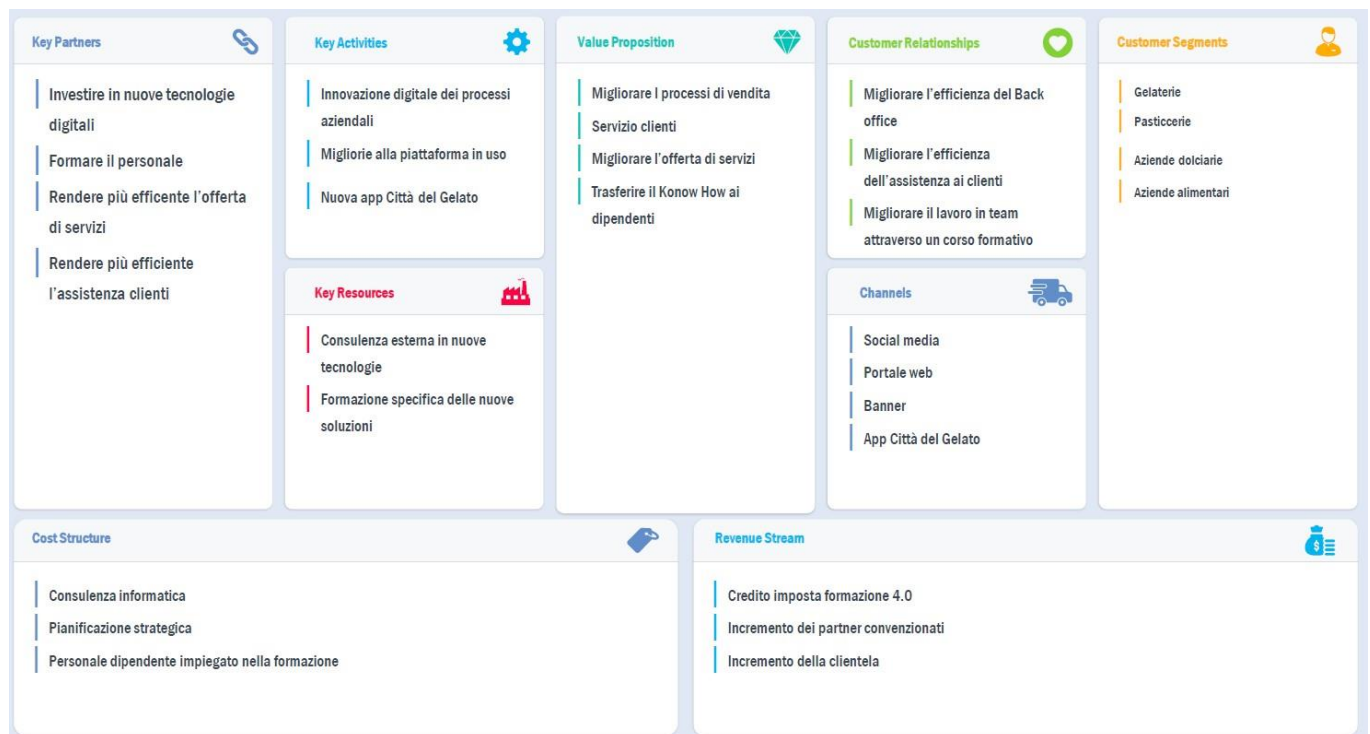 Key Partners
Investire in nuove tecnologie
digitali
Formare il personale
Rendere più efficente l'offerta
di servizi
Rendere più efficiente
l'assistenza clienti
Key Activities
Innovazione digitale dei processi
aziendali
Migliorie alla piattaforma in uso
Nuova app Città del Gelato
Key Resources
Consulenza esterna in nuove
tecnologie
Formazione specifica delle nuove
soluzioni
Value Proposition
Migliorare I processi di vendita
Servizio clienti
Migliorare l'offerta di servizi
Trasferire il Konow How ai
dipendenti
Customer Relationships
Migliorare l'efficienza del Back
office
Migliorare l'efficienza
dell'assistenza ai clienti
Migliorare il lavoro in team
attraverso un corso formativo
Channels
Social media
Portale web
Banner
App Città del Gelato
Customer Segments
Gelaterie
Pasticcerie
Aziende dolciarie
Aziende alimentari
Cost Structure
Consulenza informatica
Pianificazione strategica
Personale dipendente impiegato nella formazione
Revenue Stream
$
Credito imposta formazione 4.0
Incremento dei partner convenzionati
Incremento della clientela